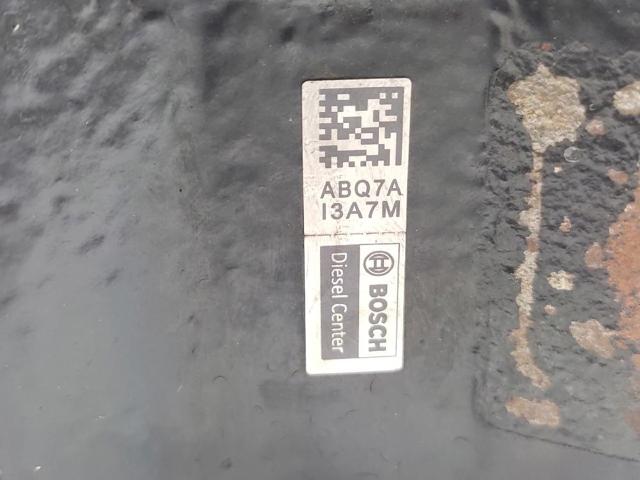 ABQ7A
I3A7M
BOSCH
Diesel Center